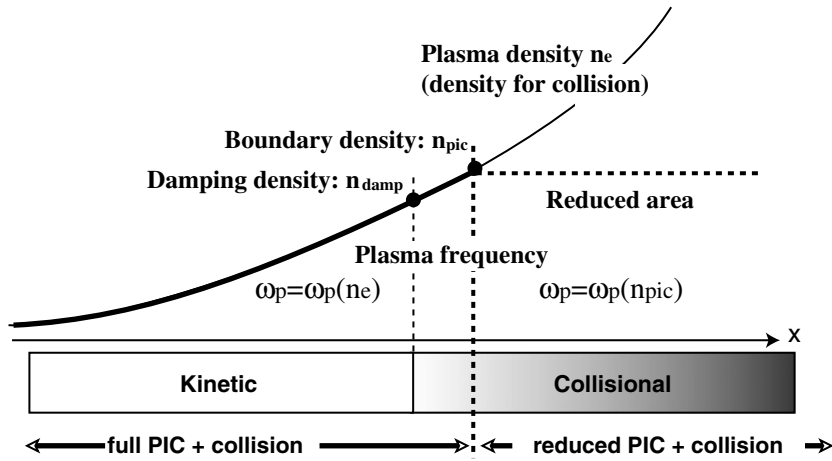 Plasma density ne
(density for collision)
Boundary density: npic
Damping density: ndamp
Reduced area
Plasma frequency
ωp=ωp(ne)
ωp=ωp(npic)
x
Kinetic
Collisional
full PIC + collision
reduced PIC + collision